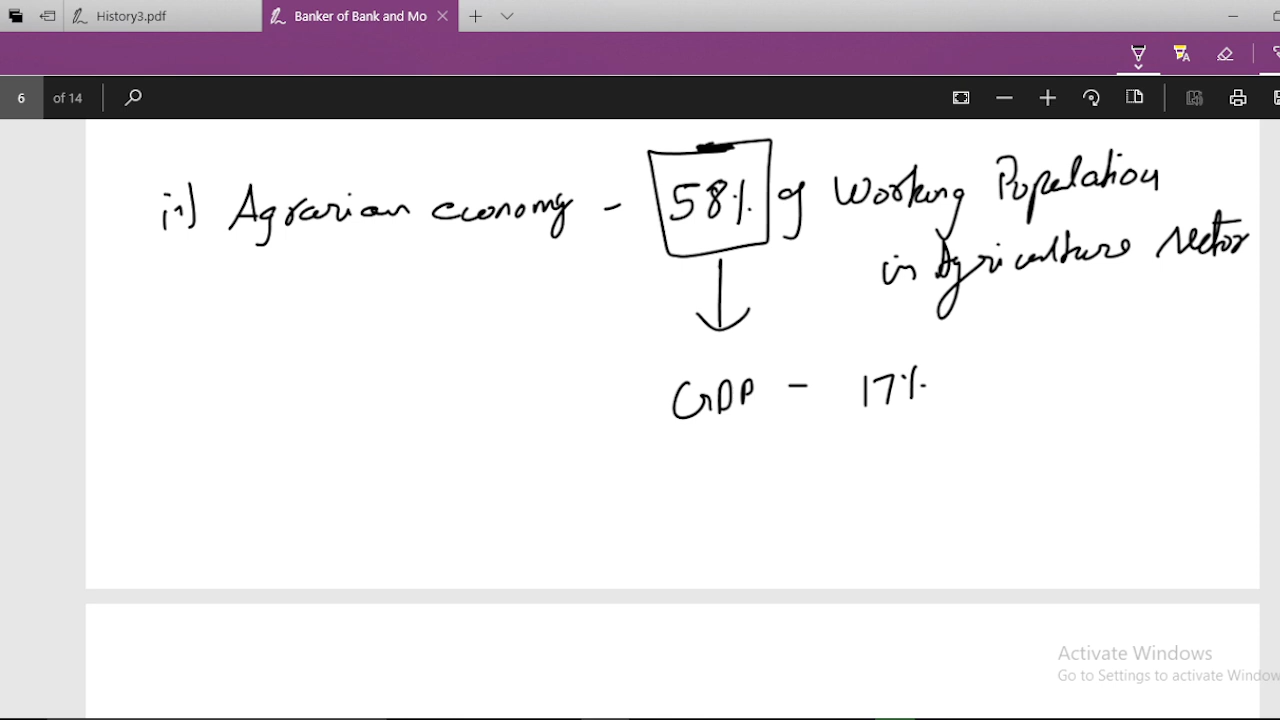 History3.pdf
Banker of Bank and Mo
6 of 14
ii) Agrarian economy - 58% of Working Population
in Agriculture sector
GDP - 17%
Activate Windows
Go to Settings to activate Window